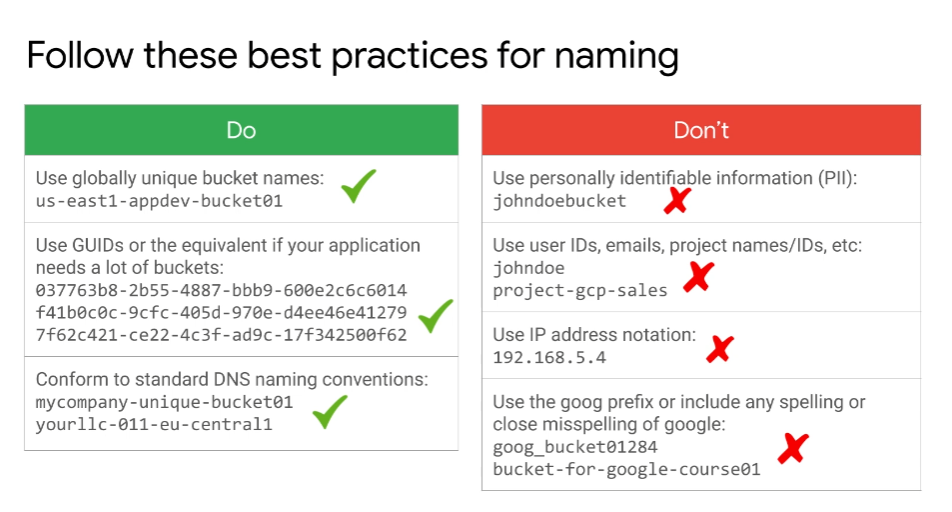 Follow these best practices for naming
Do
Use globally unique bucket names:
us-east1-appdev-bucket01
Use GUIDs or the equivalent if your application
needs a lot of buckets:
037763b8-2b55-4887-bbb9-600e2c6c6014
f41b0c0c-9cfc-405d-970e-d4ee46e41279
7f62c421-ce22-4c3f-ad9c-17f342500f62
Conform to standard DNS naming conventions:
mycompany-unique-bucket01
yourllc-011-eu-central1
Don’t
Use personally identifiable information (PII):
johndoebucket
Use user IDs, emails, project names/IDs, etc:
johndoe
project-gcp-sales
Use IP address notation:
192.168.5.4
Use the goog prefix or include any spelling or
close misspelling of google:
goog_bucket01284
bucket-for-google-course01